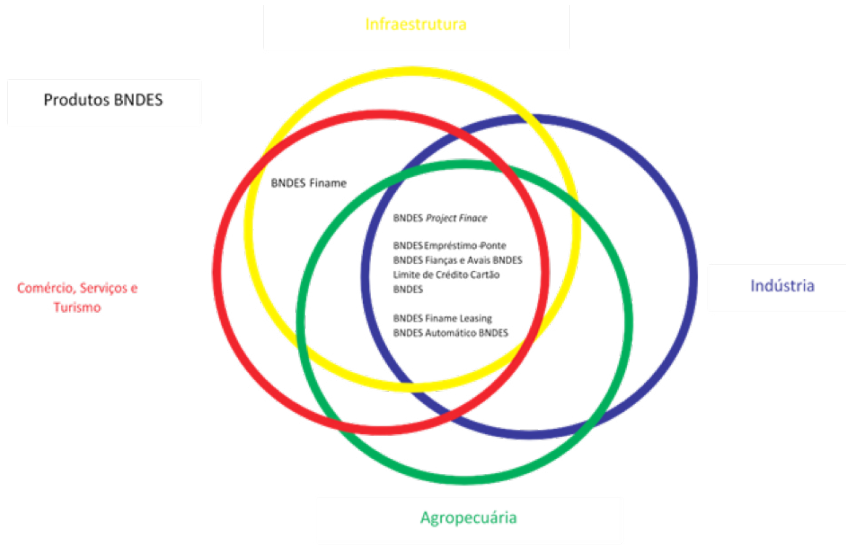 Infraestrutura
Produtos BNDES
BNDES Finame
BNDES Project Finace
BNDES Empréstimo-Ponte
BNDES Fianças e Avais BNDES
Limite de Crédito Cartão
BNDES
BNDES Finame Leasing
BNDES Automático BNDES
Comércio, Serviços e
Turismo
Indústria
Agropecuária